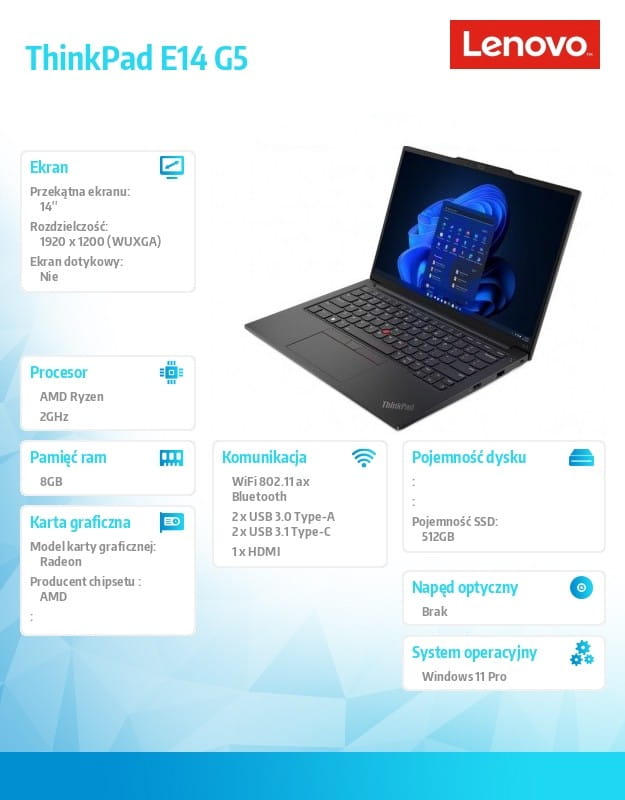 ThinkPad E14 G5
Lenovo
Ekran
Przekątna ekranu:
14"
Rozdzielczość:
1920 x 1200 (WUXGA)
Ekran dotykowy:
Nie
ThinkPad
Procesor
AMD Ryzen
2GHz
Pamięć ram
8GB
Karta graficzna
Model karty graficznej:
Radeon
Producent chipsetu :
AMD
:
Komunikacja
WiFi 802.11 ax
Bluetooth
2 x USB 3.0 Type-A
2 x USB 3.1 Type-C
1 x HDMI
Pojemność dysku
:
:
Pojemność SSD:
512GB
Napęd optyczny
Brak
System operacyjny
Windows 11 Pro